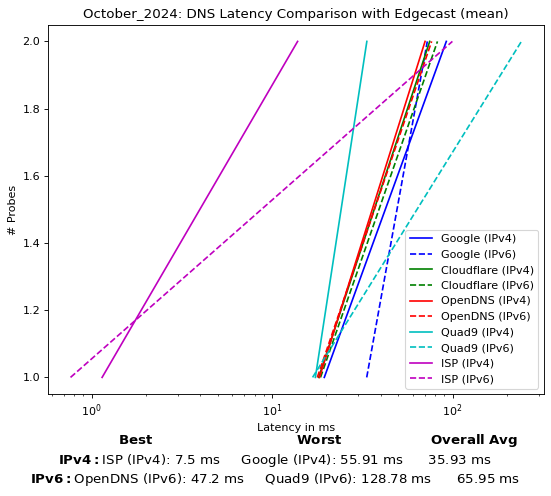 October_2024: DNS Latency Comparison with Edgecast (mean)
2.0
1.8
1.6
1.4
1.2
1.0
# Probes
Google (IPv4)
Google (IPv6)
Cloudflare (IPv4)
Cloudflare (IPv6)
OpenDNS (IPv4)
OpenDNS (IPv6)
Quad9 (IPv4)
Quad9 (IPv6)
ISP (IPv4)
ISP (IPv6)
10⁰ 10¹ 10²
Latency in ms
Best Worst Overall Avg
IPv4: ISP (IPv4): 7.5 ms Google (IPv4): 55.91 ms 35.93 ms
IPv6: OpenDNS (IPv6): 47.2 ms Quad9 (IPv6): 128.78 ms 65.95 ms